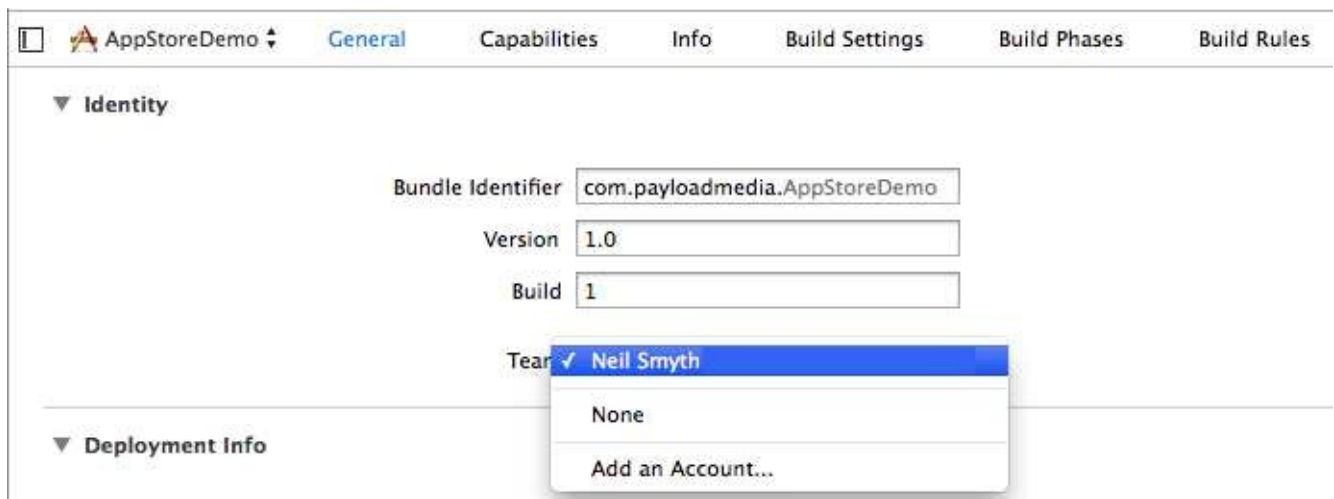 AppStoreDemo General Capabilities Info Build Settings Build Phases Build Rules
Identity
Bundle Identifier com.payloadmedia.AppStoreDemo
Version 1.0
Build 1
Tear ✓ Neil Smyth
None
Deployment Info
Add an Account...